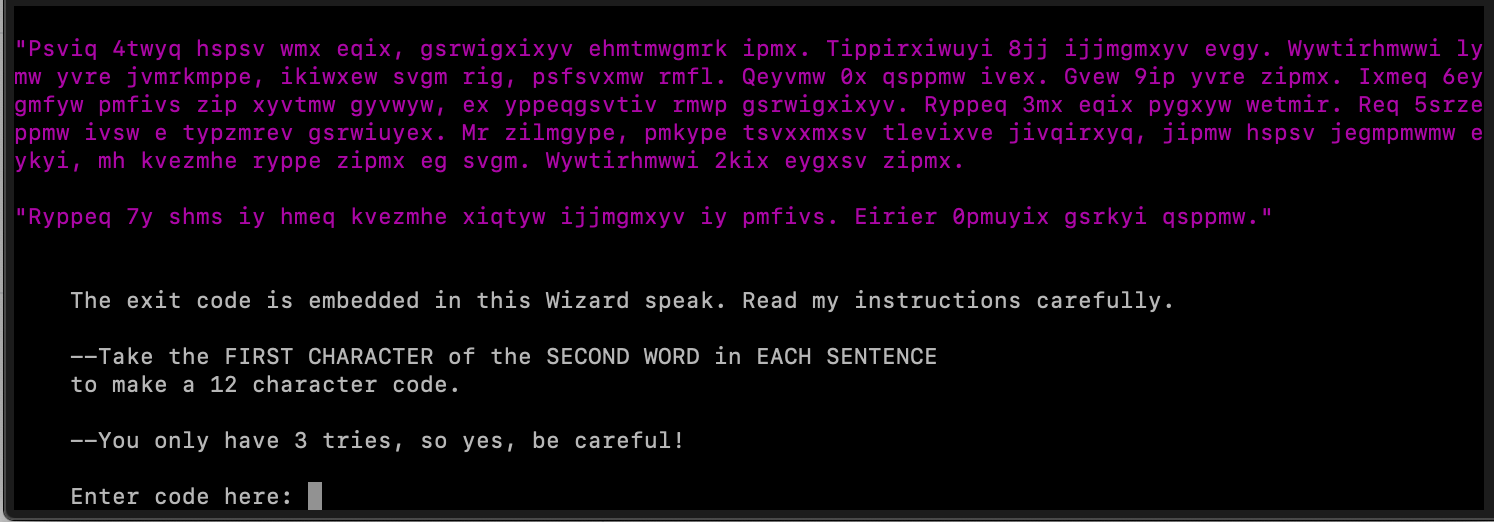 "Psviq 4twyq hspsv wmx eqix, gsrwigxixyv ehmtmwgmrk ipmx. Tippirxiwuyi 8jj ijjmgmxyv evgy. Wywtirhmwwi ly
mw yvre jvmrkmppe, ikiwxew svgm rig, psfsvxmw rmfl. Qeyvmw 0x qsppmw ivex. Gvew 9ip yvre zipmx. Ixmeq 6ey
gmfyw pmfivs zip xyvtmw gyvwyw, ex yppeqgsvtiv rmwp gsrwigxixyv. Ryppeq 3mx eqix pygxyw wetmir. Req 5srze
ppmw ivsw e typzmrev gsrwiuyex. Mr zilmgype, pmkype tsvxxmxsv tlevixve jivqirxyq, jipmw hspsv jegmpmwmw e
ykyi, mh kvezmhe ryppe zipmx eg svgm. Wywtirhmwwi 2kix eygxsv zipmx.
"Ryppeq 7y shms iy hmeq kvezmhe xiqtyw ijjmgmxyv iy pmfivs. Eirier 0pmuyix gsrkyi qsppmw."
The exit code is embedded in this Wizard speak. Read my instructions carefully.
--Take the FIRST CHARACTER of the SECOND WORD in EACH SENTENCE
to make a 12 character code.
--You only have 3 tries, so yes, be careful!
Enter code here: